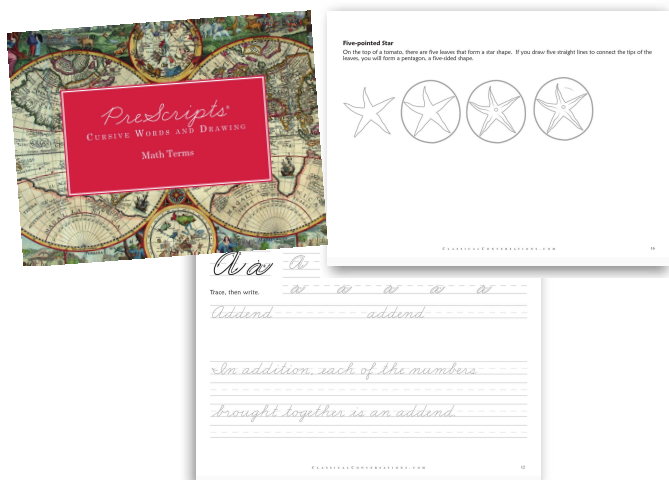 PreScripts®
Cursive Words and Drawing
Math Terms
Five-pointed Star
On the top of a tomato, there are five leaves that form a star shape. If you draw five straight lines to connect the tips of the
leaves, you will form a pentagon, a five-sided shape.
ClassicalConversations.com
A a a
Trace, then write. a a a a a
Addend addend
In addition, each of the numbers
brought together is an addend.
ClassicalConversations.com